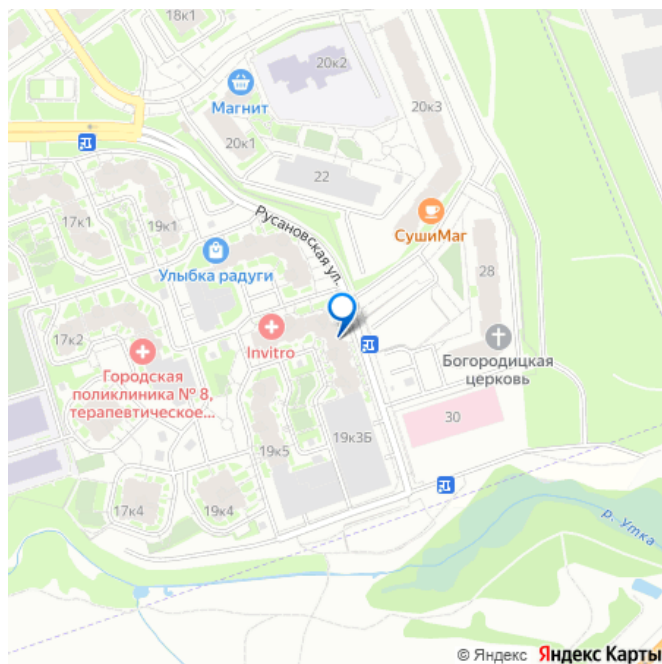 18к1
20к2
Магнит
20к3
20к1
22
Русановская ул.
17к1
19к1
СушиМаг
Улыбка радуги
28
17к2
Invitro
Городская
поликлиника № 8,
терапевтическое...
Богородицкая
церковь
30
19к3Б
19к5
17к4
19к4
р. Утка
© Яндекс Яндекс Карты